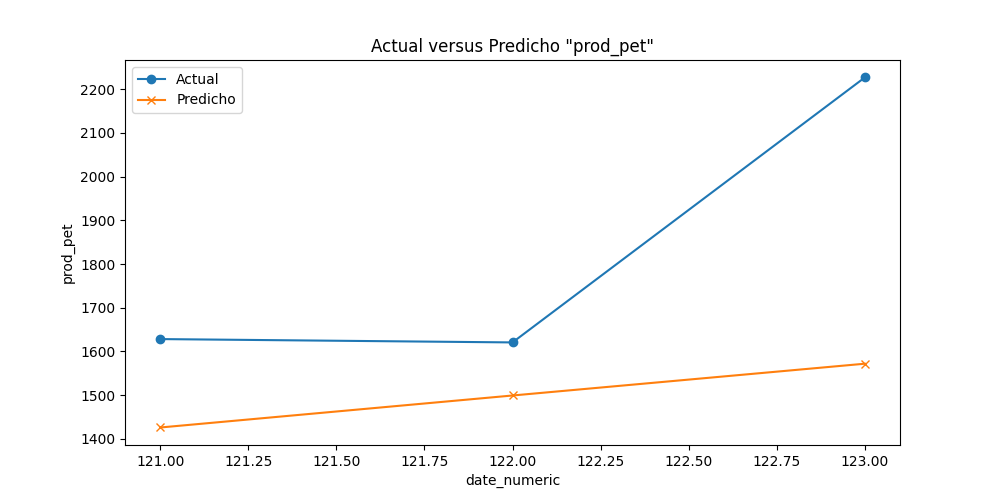 Actual versus Predicho "prod_pet"
Actual
Predicho
2200
2100
2000
1900
1800
1700
1600
1500
1400
prod_pet
121.00 121.25 121.50 121.75 122.00 122.25 122.50 122.75 123.00
date_numeric